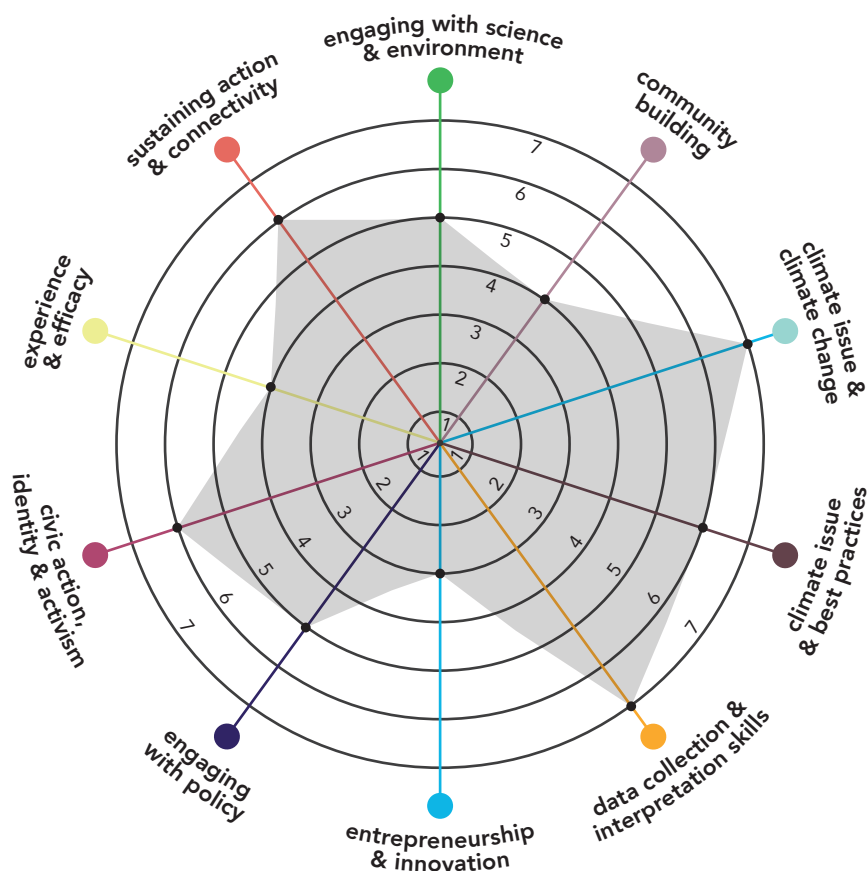 engaging with science
& environment
community
building
climate issue &
climate change
climate issue
& best practices
data collection &
interpretation skills
entrepreneurship
& innovation
engaging
with policy
civic action,
identity & activism
experience
& efficacy
sustaining action
& connectivity
7
6
5
4
3
2
1
1
2
3
4
5
6
7
1
2
3
4
5
6
7